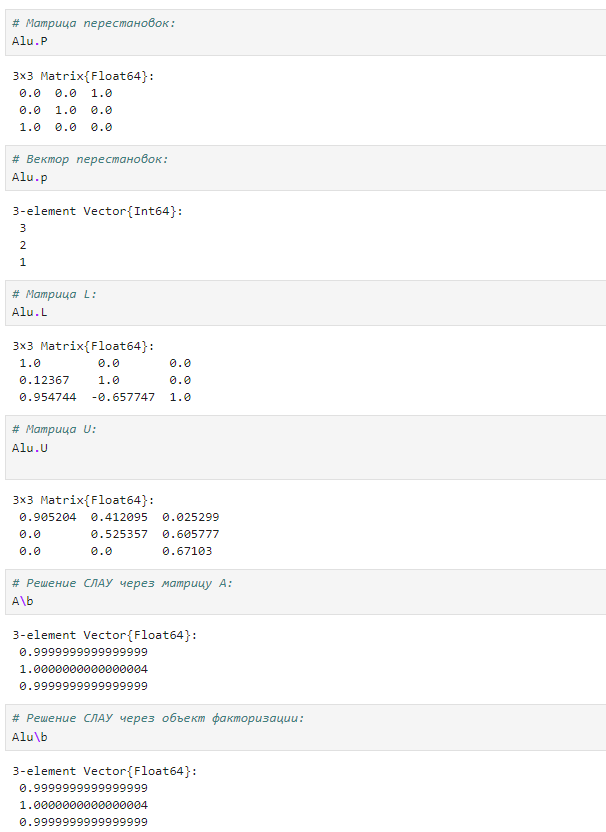 # Матрица перестановок:
Alu.P
3×3 Matrix{Float64}:
0.0  0.0  1.0
0.0  1.0  0.0
1.0  0.0  0.0
# Вектор перестановок:
Alu.p
3-element Vector{Int64}:
3
2
1
# Матрица L:
Alu.L
3×3 Matrix{Float64}:
1.0       0.0       0.0
0.12367   1.0       0.0
0.954744  -0.657747  1.0
# Матрица U:
Alu.U
3×3 Matrix{Float64}:
0.905204  0.412095  0.025299
0.0       0.525357  0.605777
0.0       0.0       0.67103
# Решение СЛАУ через матрицу A:
A\b
3-element Vector{Float64}:
0.9999999999999999
1.0000000000000004
0.9999999999999999
# Решение СЛАУ через объект факторизации:
Alu\b
3-element Vector{Float64}:
0.9999999999999999
1.0000000000000004
0.9999999999999999